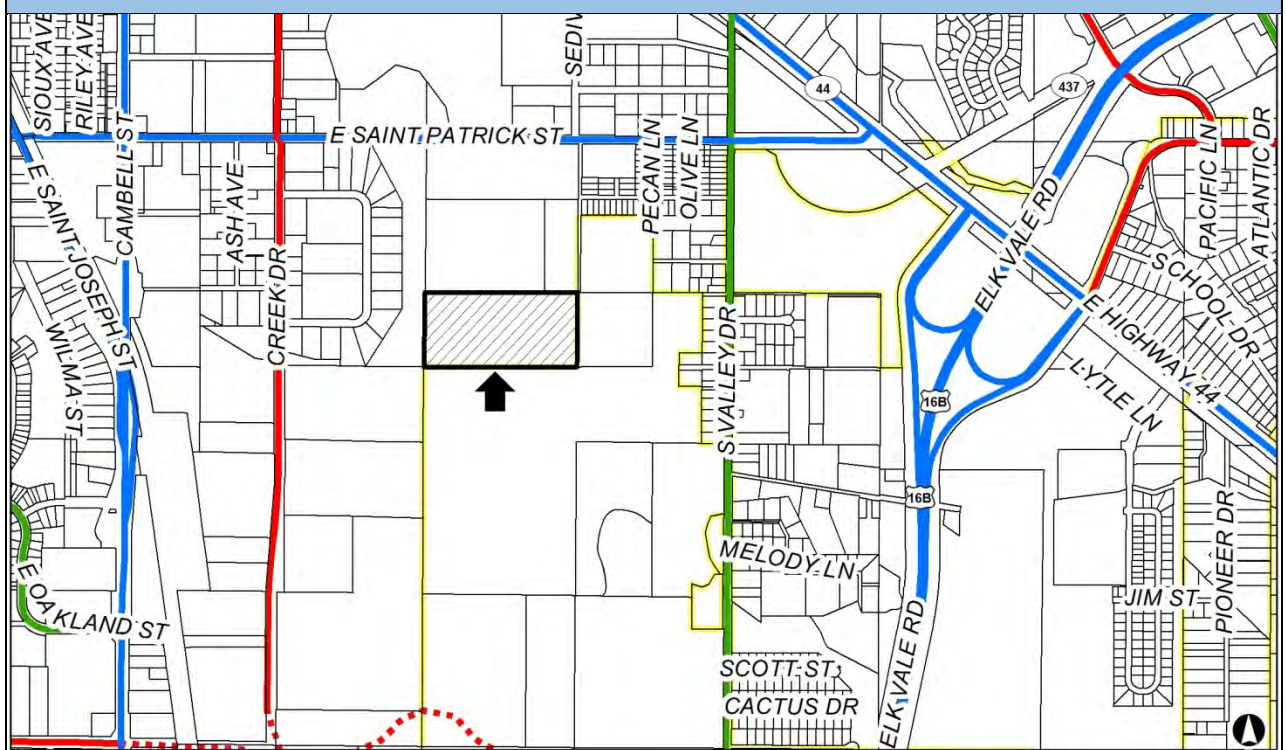 SIOUX AVE
RILEY AVE
CAMBELL ST
SEDIV
44
437
E SAINT PATRICK ST
E SAINT JOSEPH ST
ASH AVE
CREEK DR
PECAN LN
OLIVE LN
ELK VALE RD
PACIFIC LN
ATLANTIC DR
S VALLEY DR
E HIGHWAY 44
SCHOOL DR
WILMA ST
LYTLE LN
16B
16B
MELODY LN
E OAKLAND ST
JIM ST
PIONEER DR
SCOTT ST
CACTUS DR
ELK VALE RD